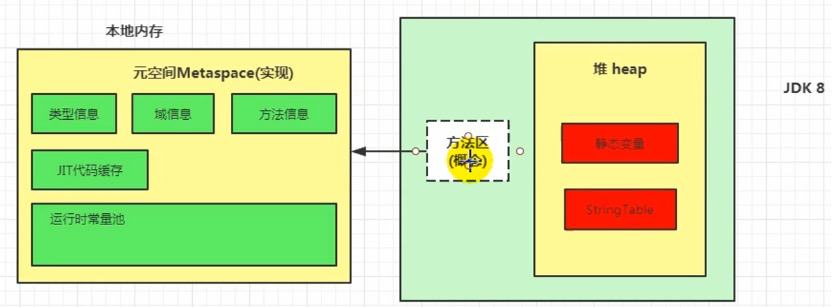 本地内存
元空间Metaspace(实现)
类型信息
域信息
方法信息
JIT代码缓存
运行时常量池
方法区
(概念)
堆 heap
静态变量
StringTable
JDK 8